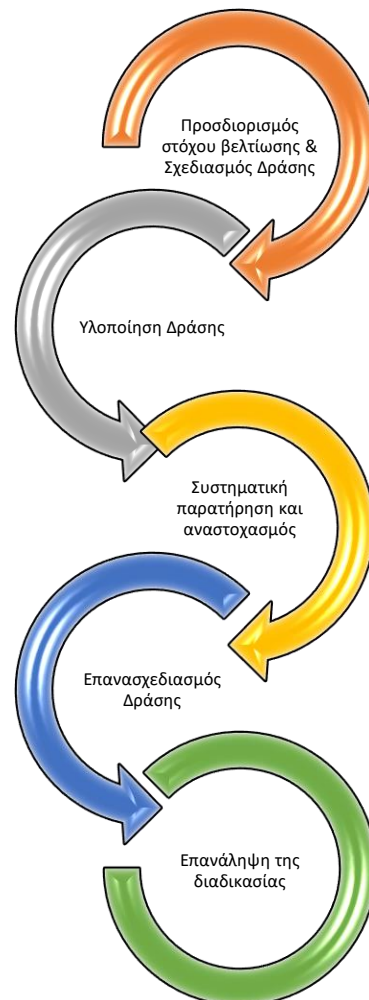 Προσδιορισμός
στόχου βελτίωσης &
Σχεδιασμός Δράσης
Υλοποίηση Δράσης
Συστηματική
παρατήρηση και
αναστοχασμός
Επανασχεδιασμός
Δράσης
Επανάληψη της
διαδικασίας